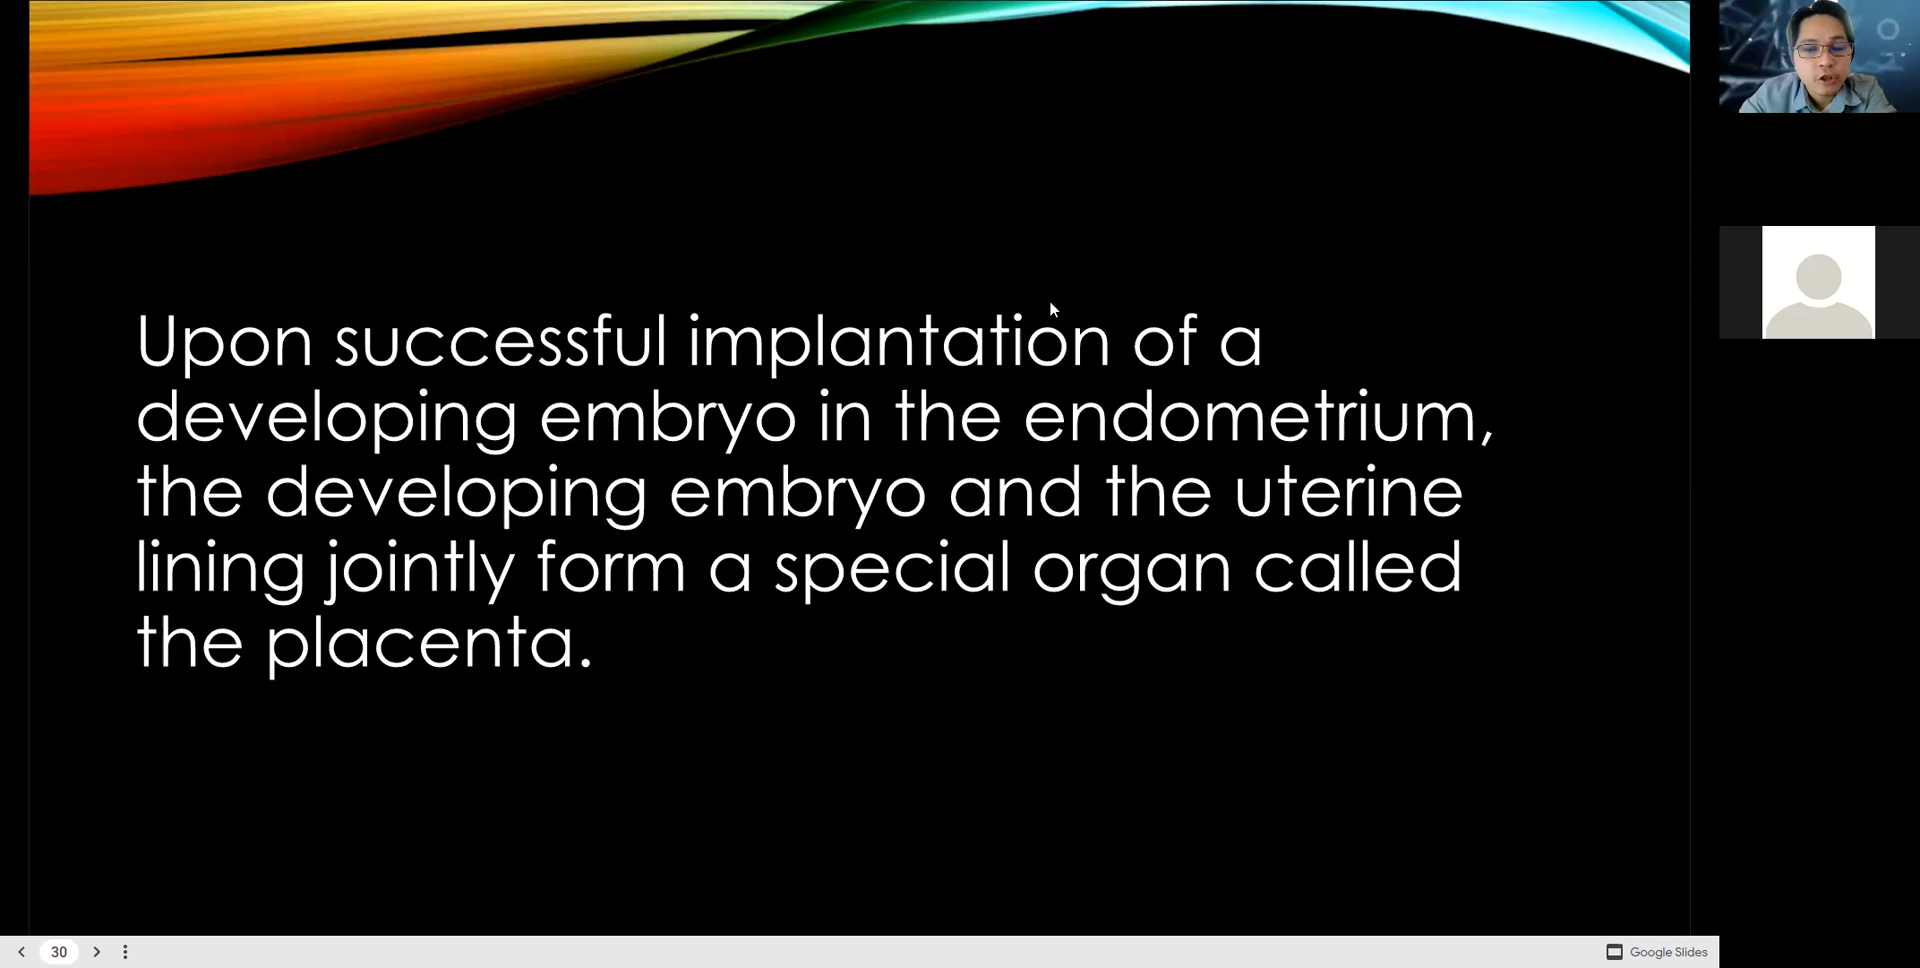 Upon successful implantation of a
developing embryo in the endometrium,
the developing embryo and the uterine
lining jointly form a special organ called
the placenta.
30
Google Slides